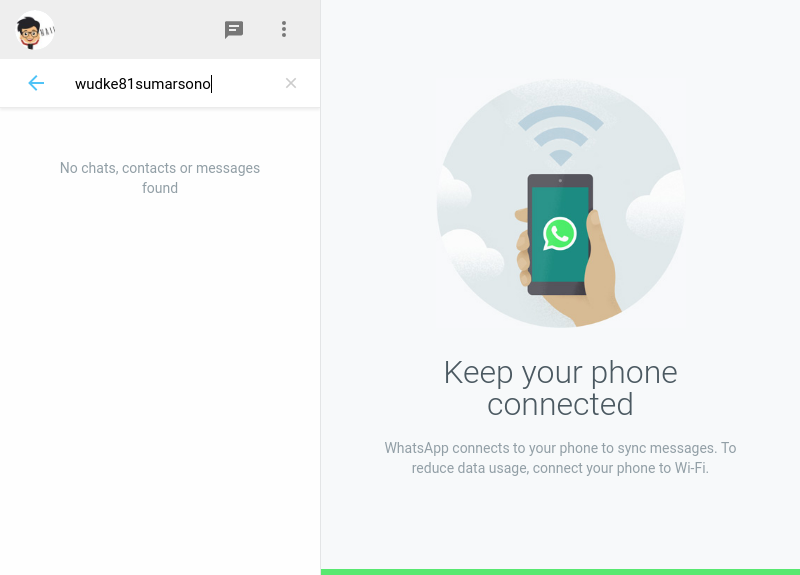 wudke81sumarsono
No chats, contacts or messages
found
Keep your phone
connected
WhatsApp connects to your phone to sync messages. To
reduce data usage, connect your phone to Wi-Fi.